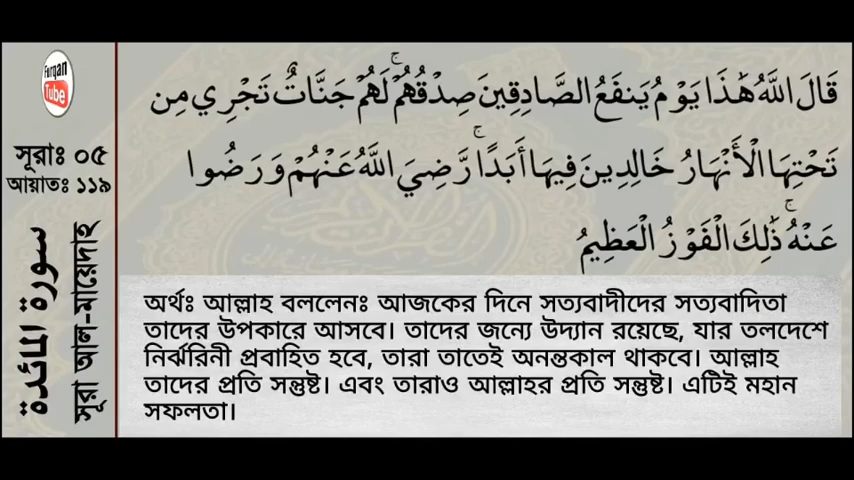 Furqan
Tube
সূরাঃ ০৫
আয়াতঃ ১১৯
سورة المائدة
সূরা আল-মায়েদাহ
قَالَ اللَّهُ هَٰذَا يَوْمُ يَنفَعُ الصَّادِقِينَ صِدْقُهُمْ ۚ لَهُمْ جَنَّاتٌ تَجْرِي مِن
تَحْتِهَا الْأَنْهَارُ خَالِدِينَ فِيهَا أَبَدًا ۚ رَّضِيَ اللَّهُ عَنْهُمْ وَرَضُوا
عَنْهُ ۚ ذَٰلِكَ الْفَوْزُ الْعَظِيمُ
অর্থঃ আল্লাহ বললেনঃ আজকের দিনে সত্যবাদীদের সত্যবাদিতা
তাদের উপকারে আসবে। তাদের জন্যে উদ্যান রয়েছে, যার তলদেশে
নির্ঝরিনী প্রবাহিত হবে, তারা তাতেই অনন্তকাল থাকবে। আল্লাহ
তাদের প্রতি সন্তুষ্ট। এবং তারাও আল্লাহর প্রতি সন্তুষ্ট। এটিই মহান
সফলতা।